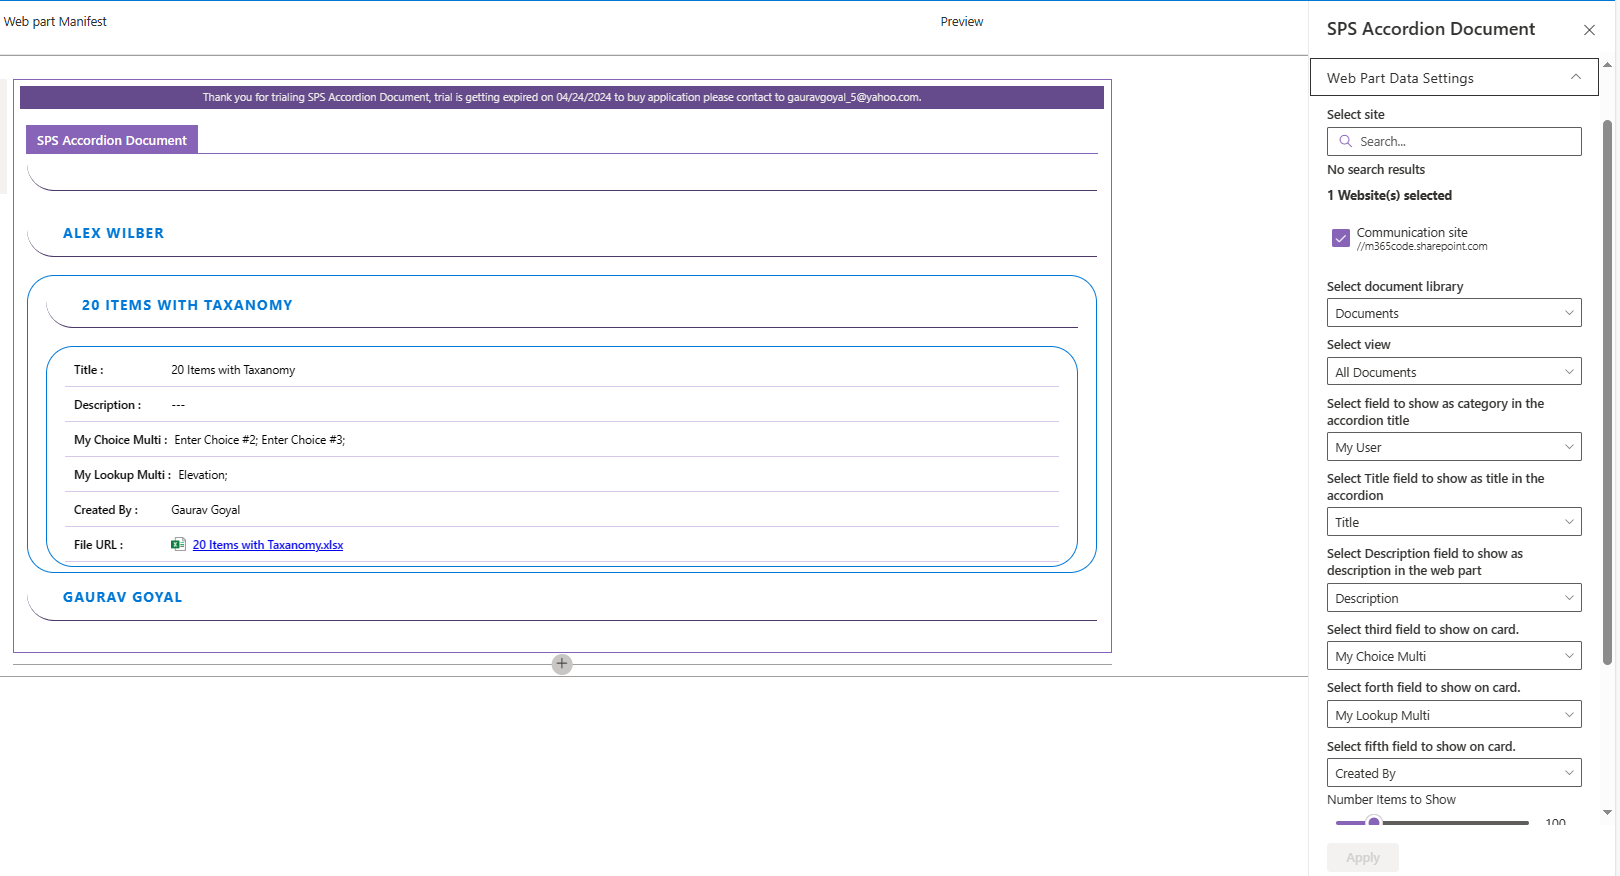 Web part Manifest
Preview
Thank you for trialing SPS Accordion Document, trial is getting expired on 04/24/2024 to buy application please contact to gauravgoyal_5@yahoo.com.
SPS Accordion Document
ALEX WILBER
20 ITEMS WITH TAXANOMY
Title : 20 Items with Taxanomy
Description : ---
My Choice Multi : Enter Choice #2; Enter Choice #3;
My Lookup Multi : Elevation;
Created By : Gaurav Goyal
File URL : 20 Items with Taxanomy.xlsx
GAURAV GOYAL
SPS Accordion Document
Web Part Data Settings
Select site
Search...
No search results
1 Website(s) selected
Communication site
//m365code.sharepoint.com
Select document library
Documents
Select view
All Documents
Select field to show as category in the
accordion title
My User
Select Title field to show as title in the
accordion
Title
Select Description field to show as
description in the web part
Description
Select third field to show on card.
My Choice Multi
Select forth field to show on card.
My Lookup Multi
Select fifth field to show on card.
Created By
Number Items to Show
100
Apply